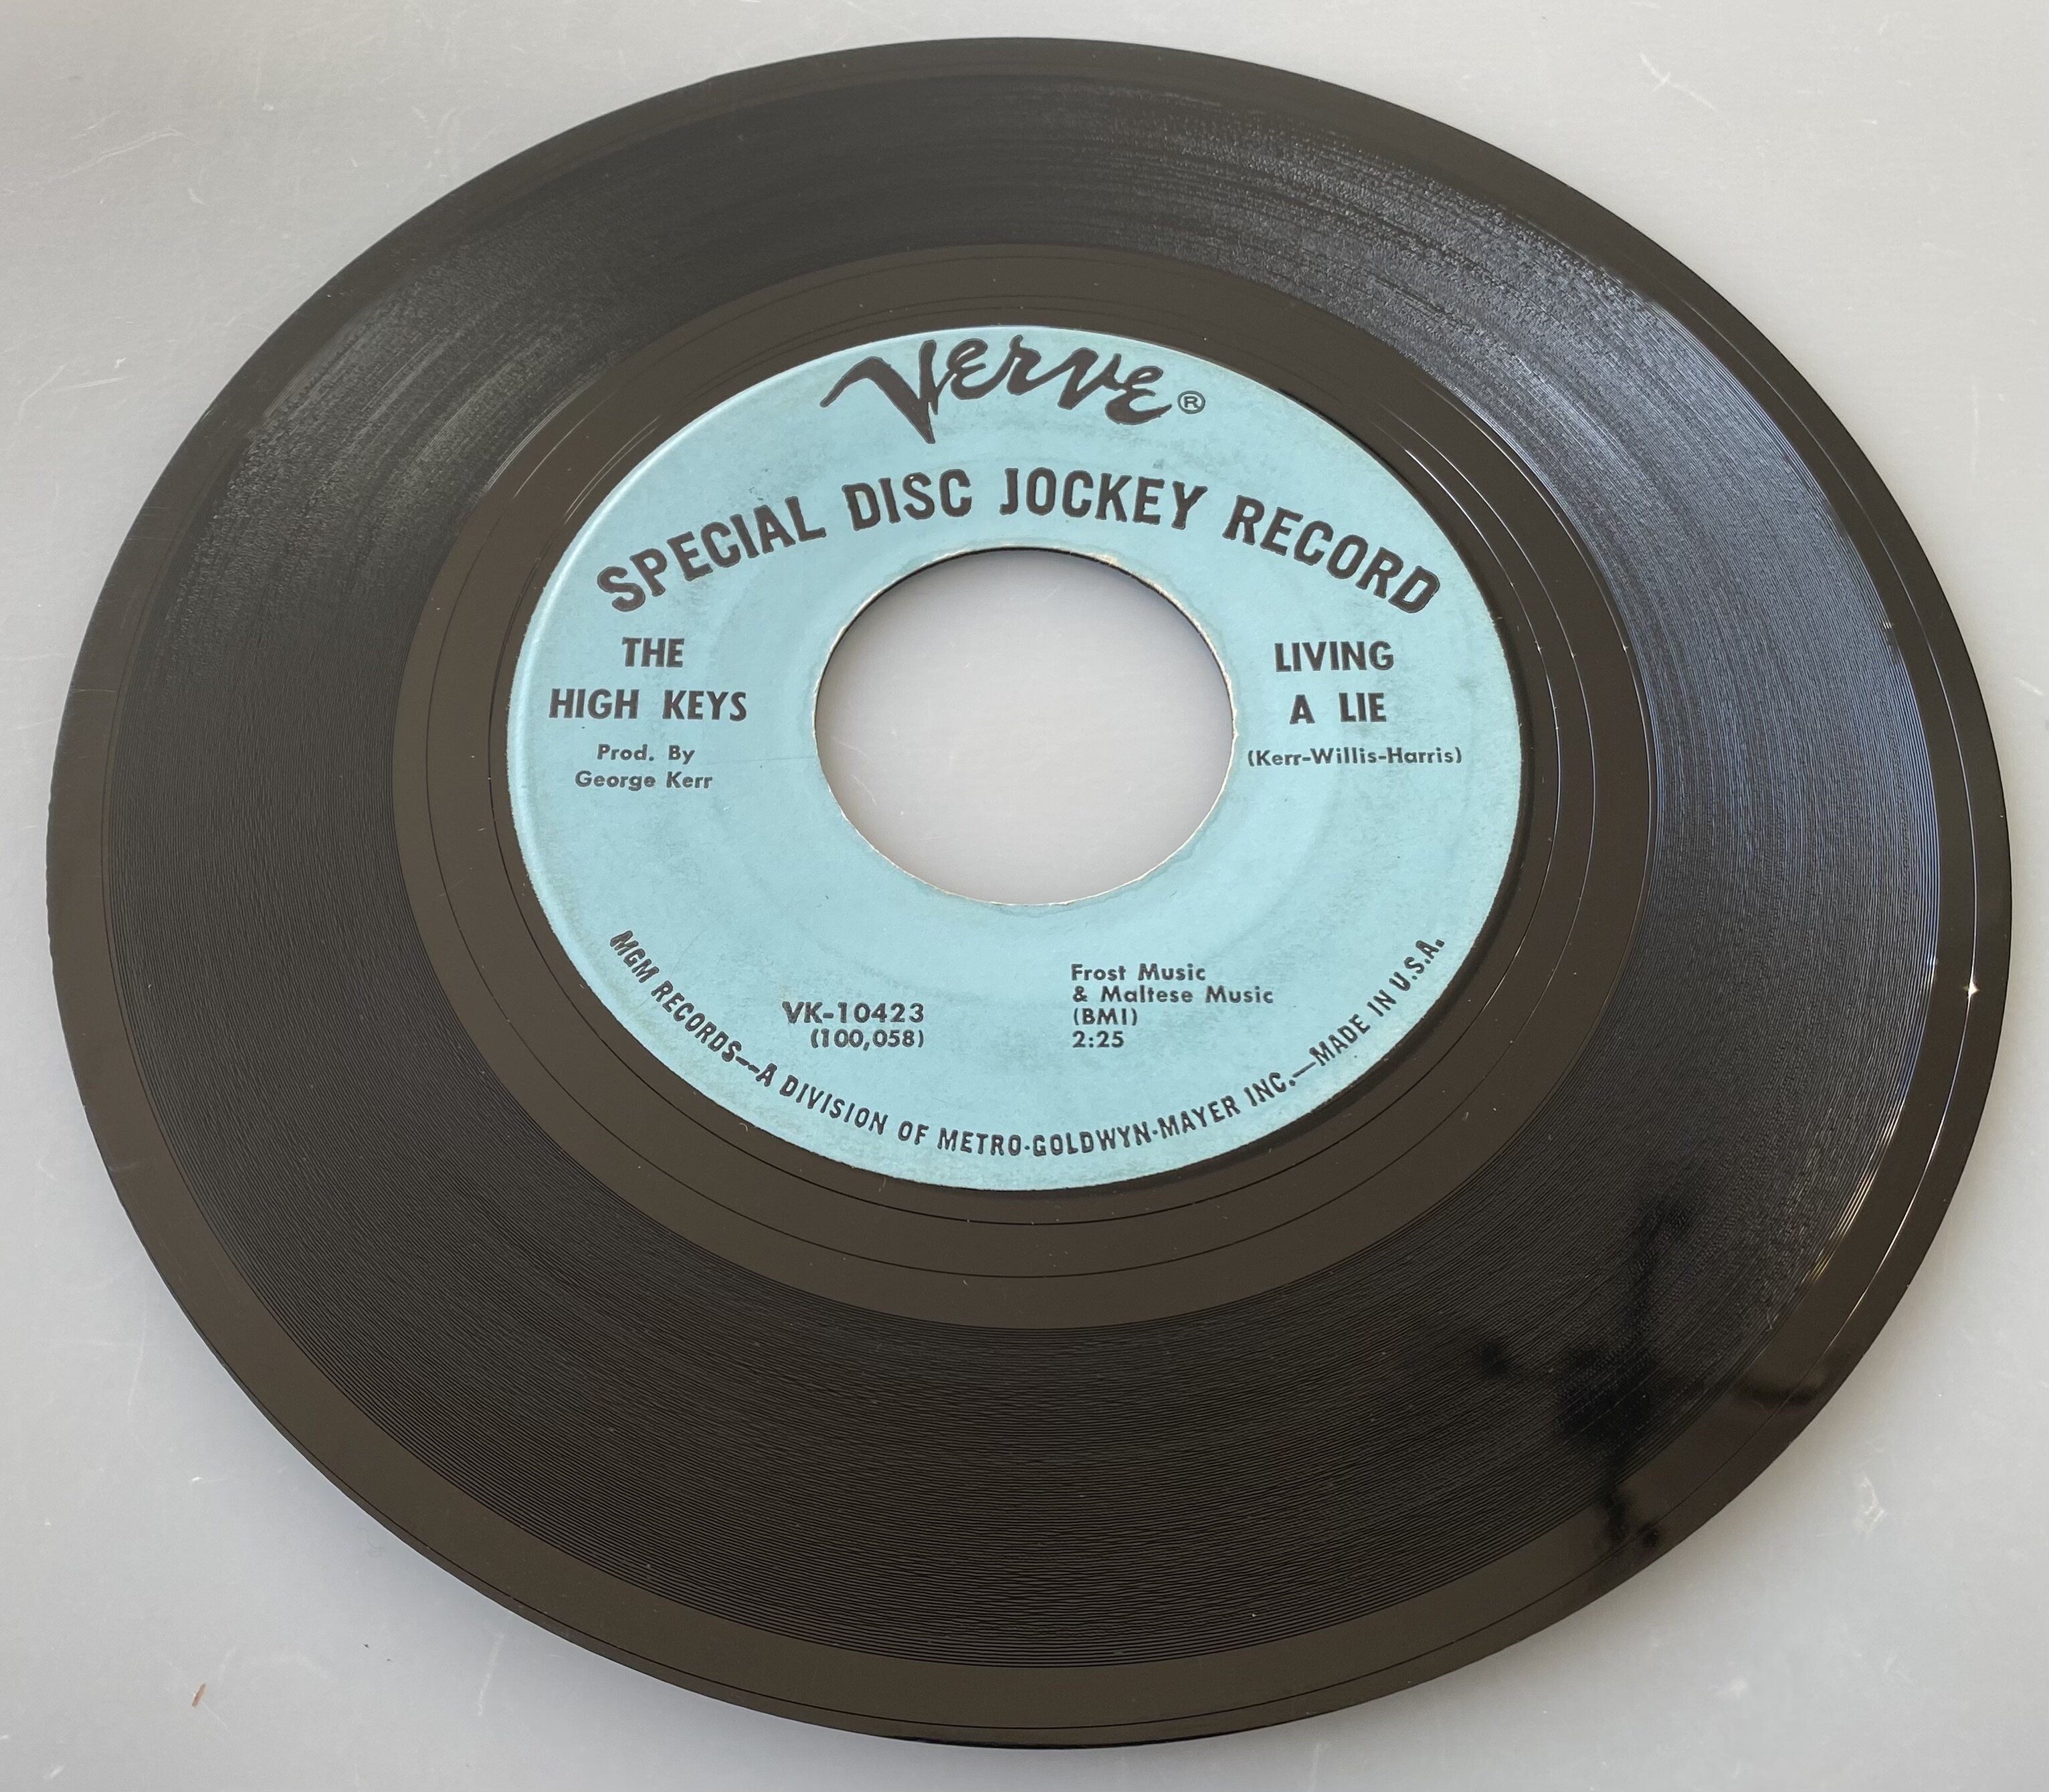 Verve®
SPECIAL DISC JOCKEY RECORD
THE
HIGH KEYS
Prod. By
George Kerr
LIVING
A LIE
(Kerr-Willis-Harris)
VK-10423
(100,058)
Frost Music
& Maltese Music
(BMI)
2:25
MGM RECORDS—A DIVISION OF METRO-GOLDWYN-MAYER INC.—MADE IN U.S.A.